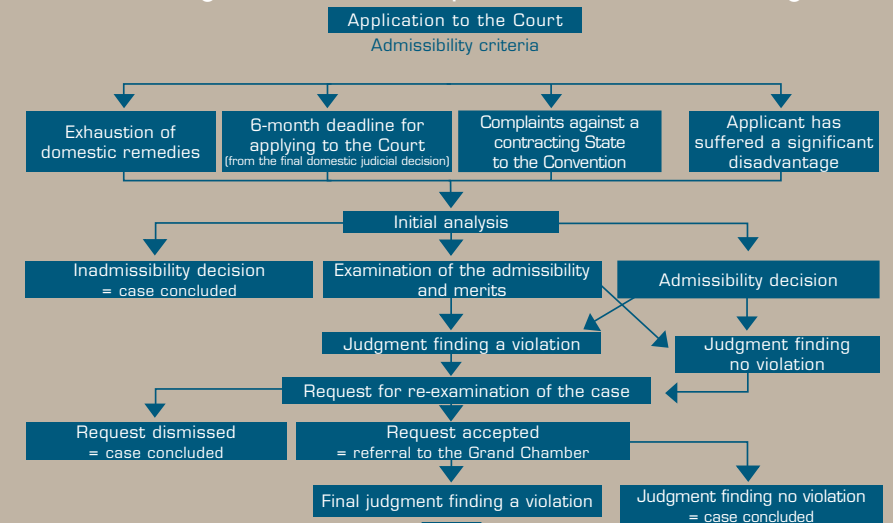 Application to the Court
Admissibility criteria
Exhaustion of
domestic remedies
6-month deadline for
applying to the Court
(from the final domestic judicial decision)
Complaints against a
contracting State
to the Convention
Applicant has
suffered a significant
disadvantage
Initial analysis
Inadmissibility decision
= case concluded
Examination of the admissibility
and merits
Admissibility decision
Judgment finding a violation
Judgment finding
no violation
Request for re-examination of the case
Request dismissed
= case concluded
Request accepted
= referral to the Grand Chamber
Final judgment finding a violation
Judgment finding no violation
= case concluded